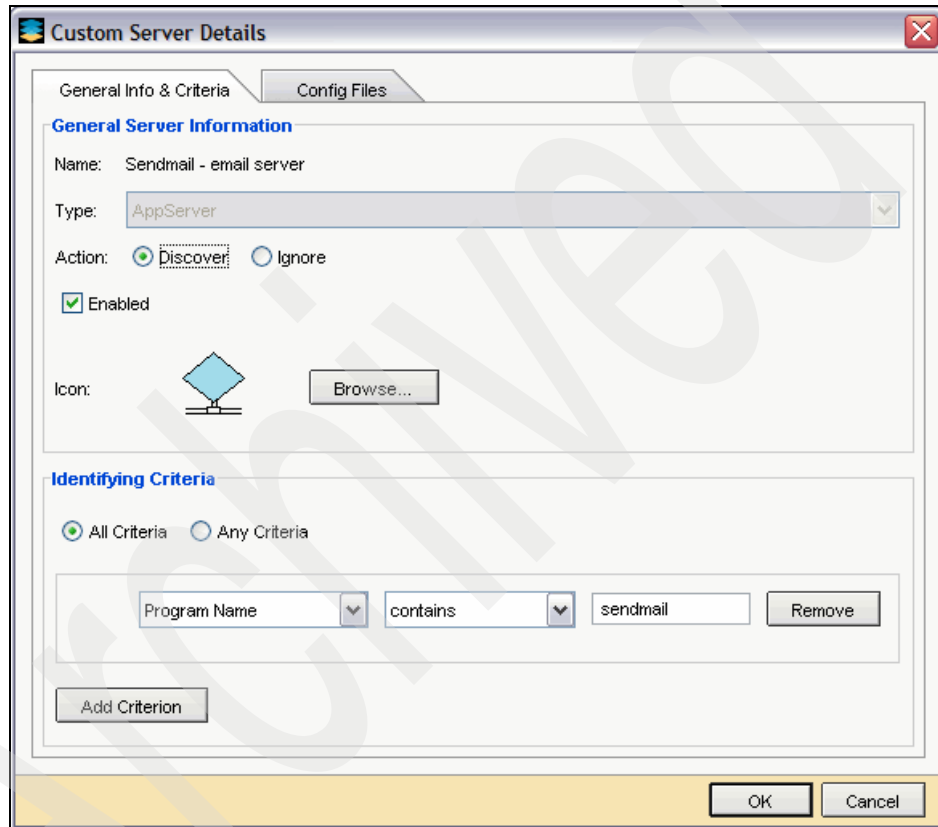 Custom Server Details
General Info & Criteria Config Files
General Server Information
Name: Sendmail - email server
Type: AppServer
Action: Discover Ignore
Enabled
Icon: Browse...
Identifying Criteria
All Criteria Any Criteria
Program Name contains sendmail Remove
Add Criterion
OK Cancel
Archived